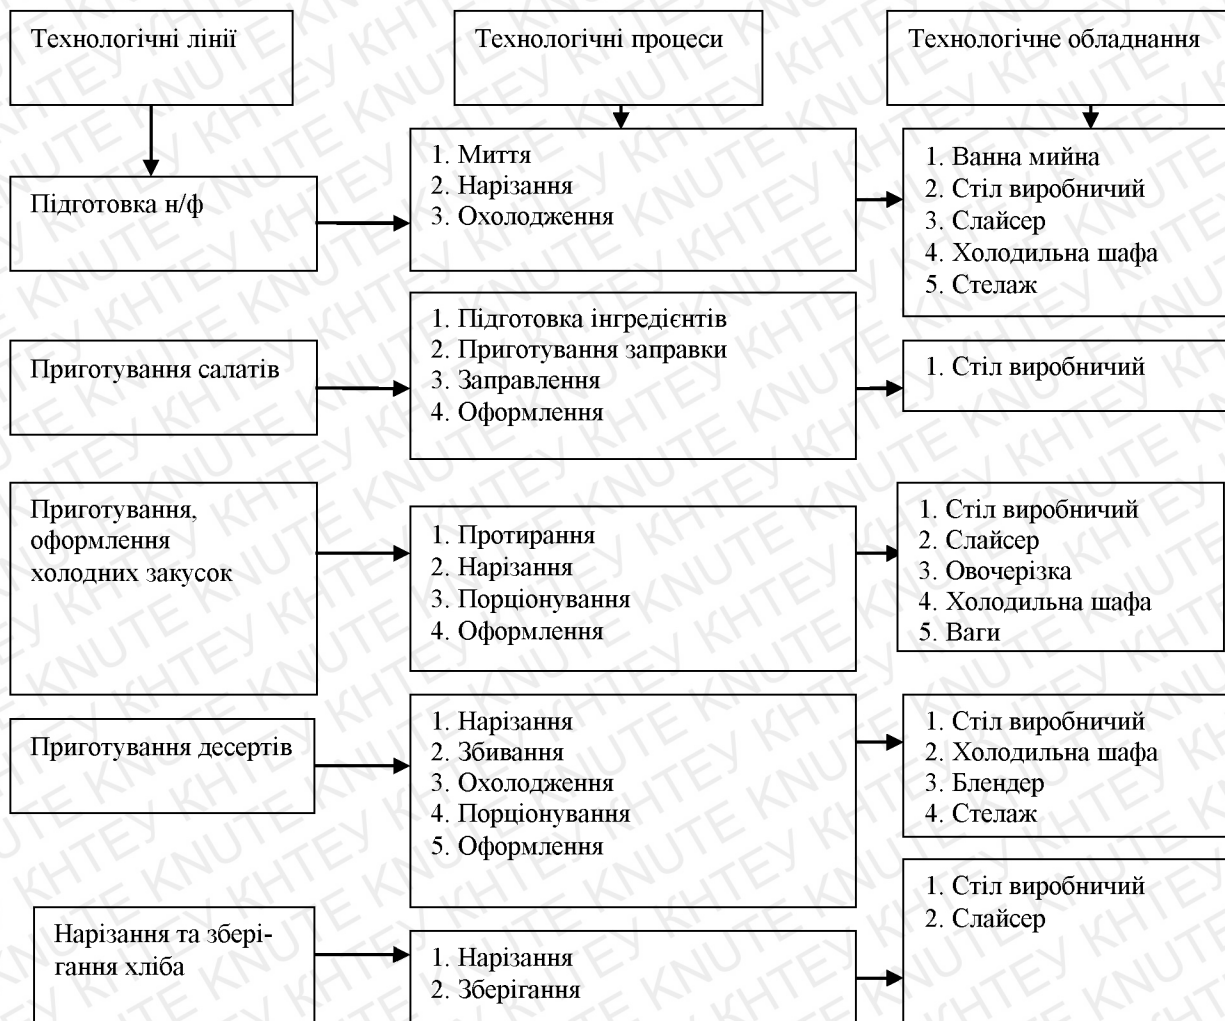 Технологічні лінії
Технологічні процеси
Технологічне обладнання
Підготовка н/ф
1. Миття
2. Нарізання
3. Охолодження
1. Ванна мийна
2. Стіл виробничий
3. Слайсер
4. Холодильна шафа
5. Стелаж
Приготування салатів
1. Підготовка інгредієнтів
2. Приготування заправки
3. Заправлення
4. Оформлення
1. Стіл виробничий
Приготування,
оформлення
холодних закусок
1. Протирання
2. Нарізання
3. Порціонування
4. Оформлення
1. Стіл виробничий
2. Слайсер
3. Овочерізка
4. Холодильна шафа
5. Ваги
Приготування десертів
1. Нарізання
2. Збивання
3. Охолодження
4. Порціонування
5. Оформлення
1. Стіл виробничий
2. Холодильна шафа
3. Блендер
4. Стелаж
Нарізання та збері-
гання хліба
1. Нарізання
2. Зберігання
1. Стіл виробничий
2. Слайсер